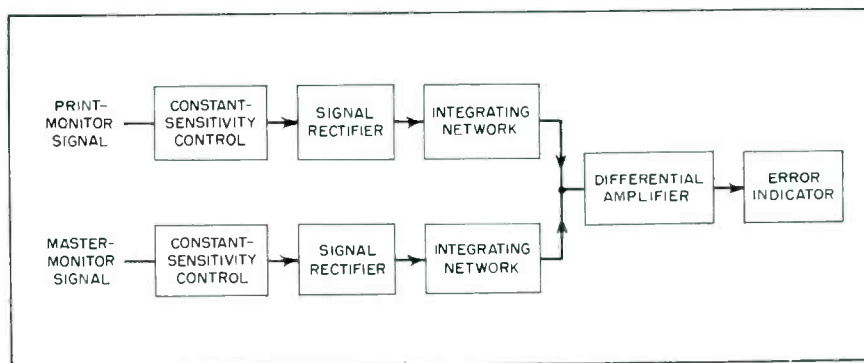 PRINT-
MONITOR
SIGNAL
CONSTANT-
SENSITIVITY
CONTROL
SIGNAL
RECTIFIER
INTEGRATING
NETWORK
DIFFERENTIAL
AMPLIFIER
ERROR
INDICATOR
MASTER-
MONITOR
SIGNAL
CONSTANT-
SENSITIVITY
CONTROL
SIGNAL
RECTIFIER
INTEGRATING
NETWORK